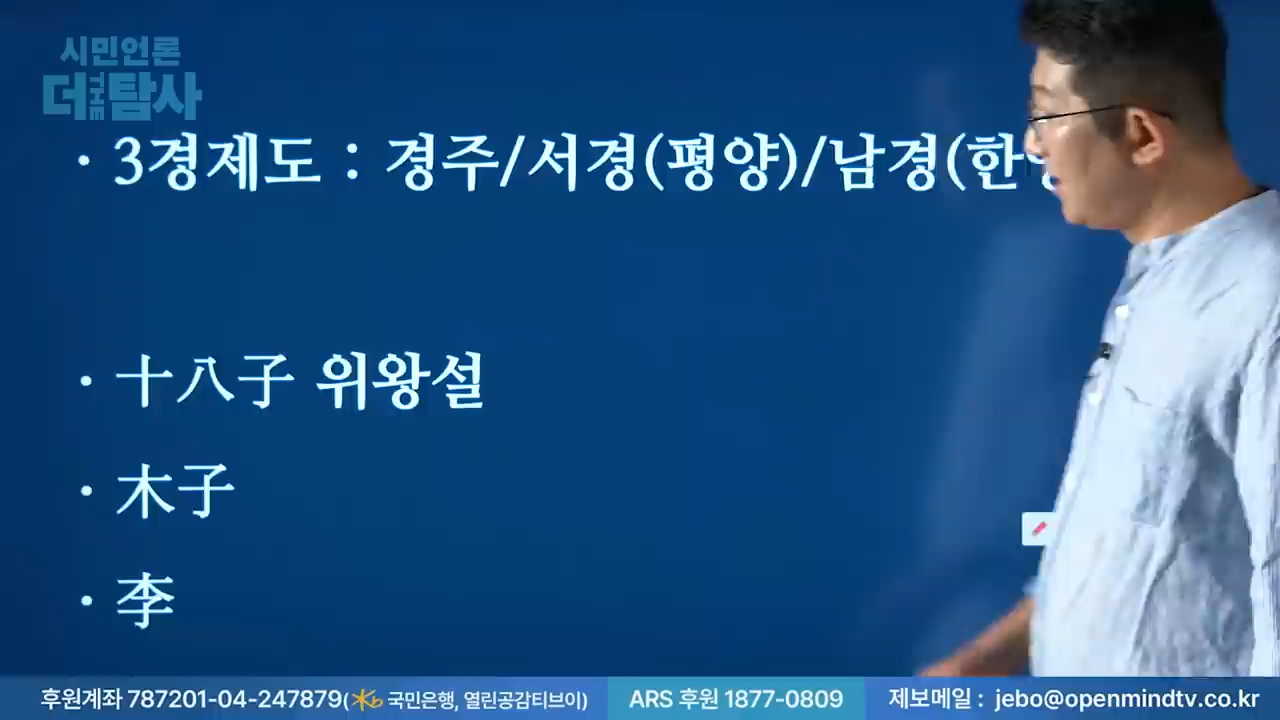 시민언론
더탐사
• 3경제도 : 경주/서경(평양)/남경(한
• 十八子 위왕설
• 木子
• 李
후원계좌 787201-04-247879(국민은행, 열린공감티브이) ARS 후원 1877-0809 제보메일 : jebo@openmindtv.co.kr